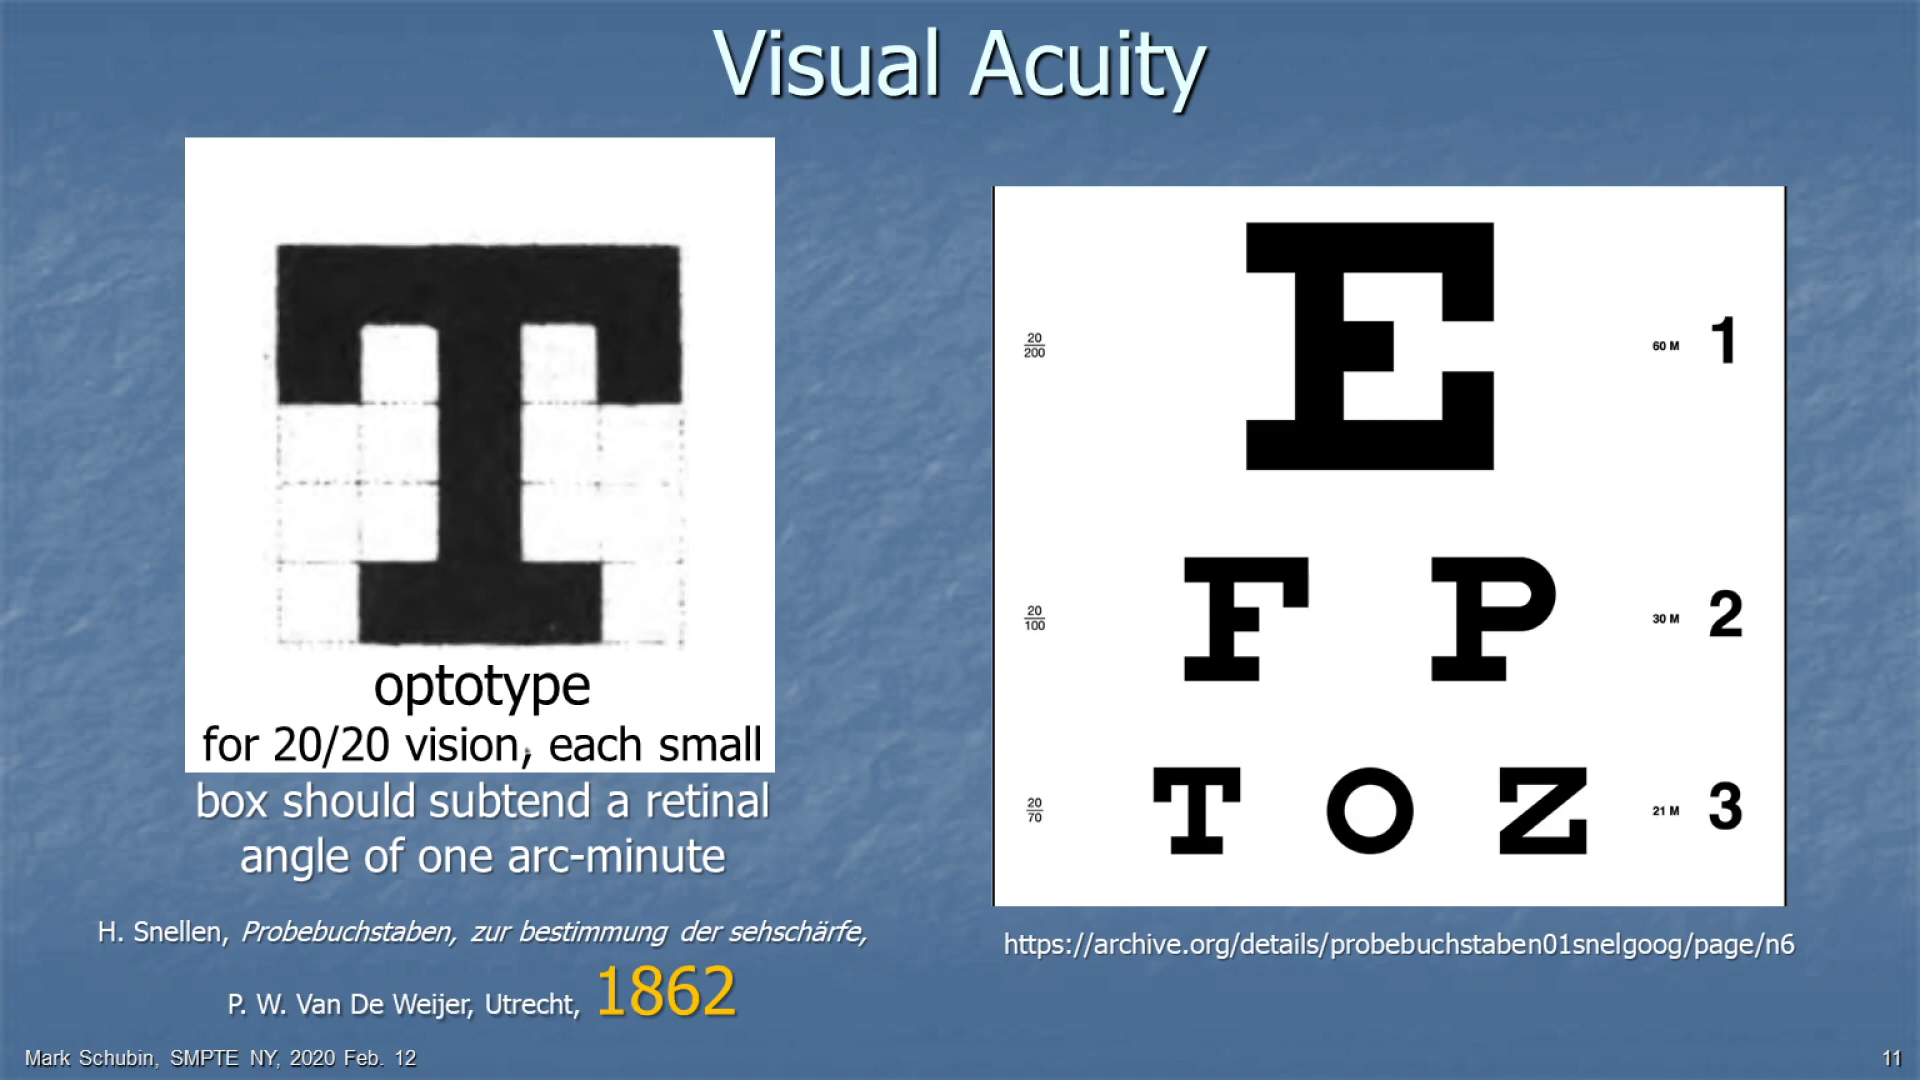 Visual Acuity
optotype
for 20/20 vision, each small
box should subtend a retinal
angle of one arc-minute
H. Snellen, Probebuchstaben, zur bestimmung der sehschärfe,
P. W. Van De Weijer, Utrecht, 1862
20/200 E 60 M 1
20/100 F P 30 M 2
20/70 T O Z 21 M 3
https://archive.org/details/probebuchstaben01snelgoog/page/n6
Mark Schubin, SMPTE NY, 2020 Feb. 12
11